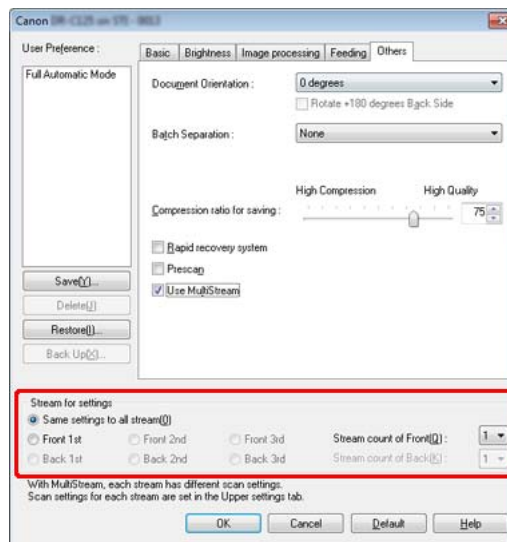 Canon
User Preference :
Full Automatic Mode
Save(Y)...
Delete(J)
Restore(I)...
Back Up(X)...
Basic Brightness Image processing Feeding Others
Document Orientation : 0 degrees
Rotate +180 degrees Back Side
Batch Separation : None
High Compression High Quality
Compression ratio for saving : 75
Rapid recovery system
Prescan
Use MultiStream
Stream for settings
Same settings to all stream(0)
Front 1st Front 2nd Front 3rd Stream count of Front(Q) : 1
Back 1st Back 2nd Back 3rd Stream count of Back(K) : 1
With MultiStream, each stream has different scan settings.
Scan settings for each stream are set in the Upper settings tab.
OK Cancel Default Help